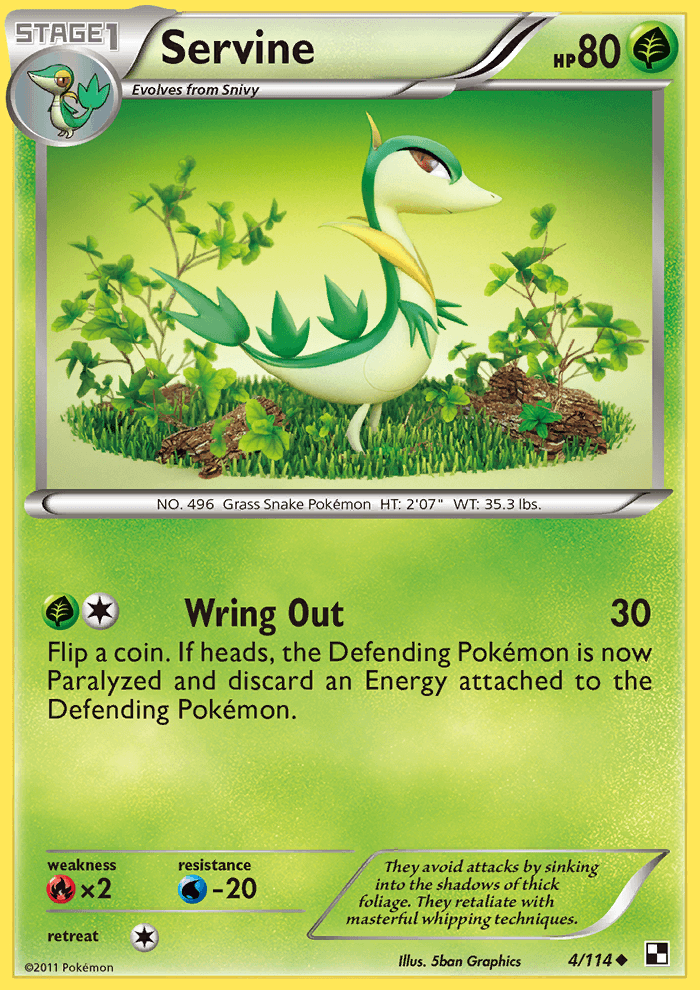 STAGE1
Servine
HP80
Evolves from Snivy
NO. 496 Grass Snake Pokémon HT: 2'07" WT: 35.3 lbs.
Wring Out 30
Flip a coin. If heads, the Defending Pokémon is now
Paralyzed and discard an Energy attached to the
Defending Pokémon.
weakness
×2
resistance
-20
retreat
They avoid attacks by sinking
into the shadows of thick
foliage. They retaliate with
masterful whipping techniques.
©2011 Pokémon
Illus. 5ban Graphics
4/114